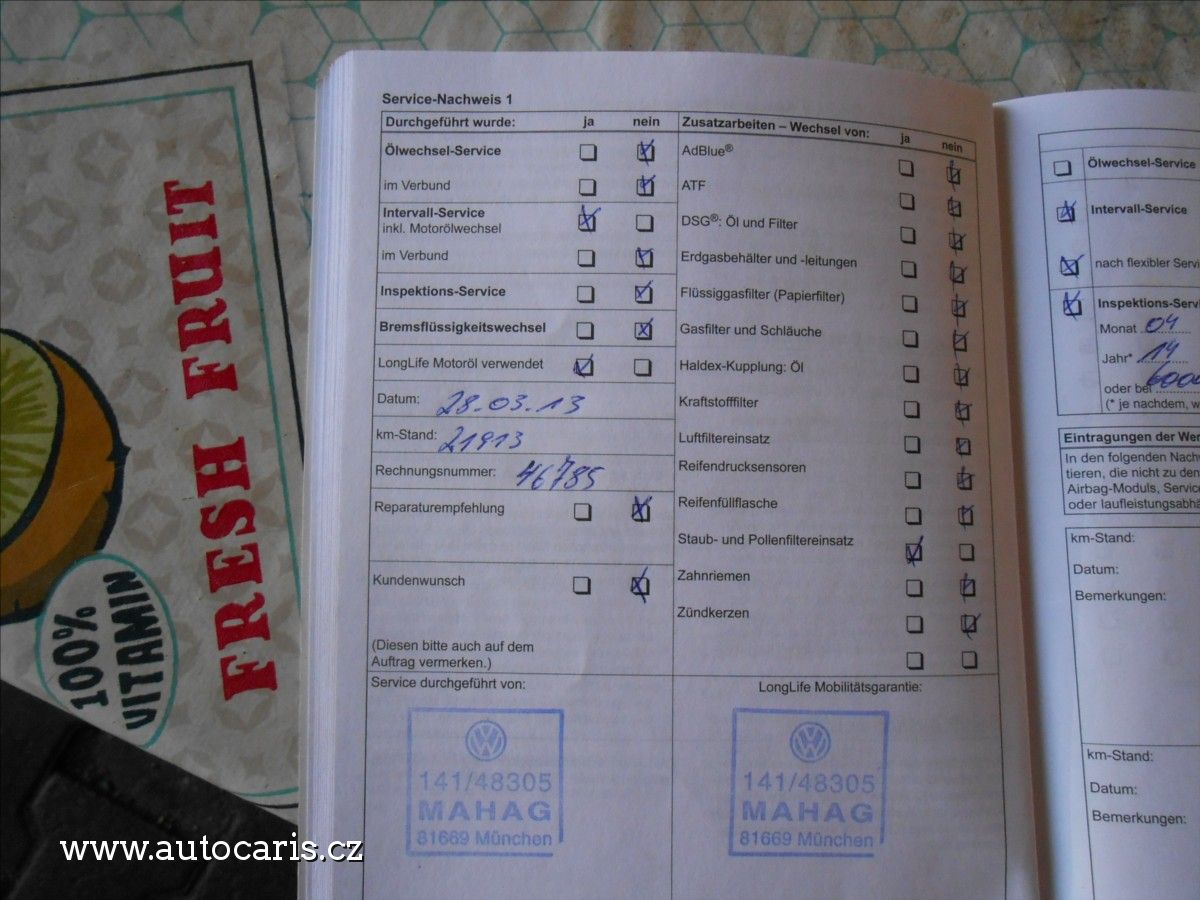 Service-Nachweis 1
Durchgeführt wurde: ja nein
Ölwechsel-Service
im Verbund
Intervall-Service
inkl. Motorölwechsel
im Verbund
Inspektions-Service
Bremsflüssigkeitswechsel
LongLife Motoröl verwendet
Datum: 28.03.13
km-Stand: 21913
Rechnungsnummer: 46785
Reparaturempfehlung
Kundenwunsch
(Diesen bitte auch auf dem
Auftrag vermerken.)
Service durchgeführt von:
141/48305
MAHAG
81669 München
Zusatzarbeiten – Wechsel von: ja nein
AdBlue®
ATF
DSG®: Öl und Filter
Erdgasbehälter und -leitungen
Flüssiggasfilter (Papierfilter)
Gasfilter und Schläuche
Haldex-Kupplung: Öl
Kraftstofffilter
Luftfiltereinsatz
Reifendrucksensoren
Reifenfüllflasche
Staub- und Pollenfiltereinsatz
Zahnriemen
Zündkerzen
LongLife Mobilitätsgarantie:
141/48305
MAHAG
81669 München
Ölwechsel-Service
Intervall-Service
nach flexibler Servi
Inspektions-Servi
Monat 04
Jahr* 14
oder bei
(* je nachdem, w
Eintragungen der Wer
In den folgenden Nachw
tieren, die nicht zu den
Airbag-Moduls, Service
oder laufleistungsabhä
km-Stand:
Datum:
Bemerkungen:
km-Stand:
Datum:
Bemerkungen:
FRESH FRUIT
100%
VITAMIN
www.autocaris.cz